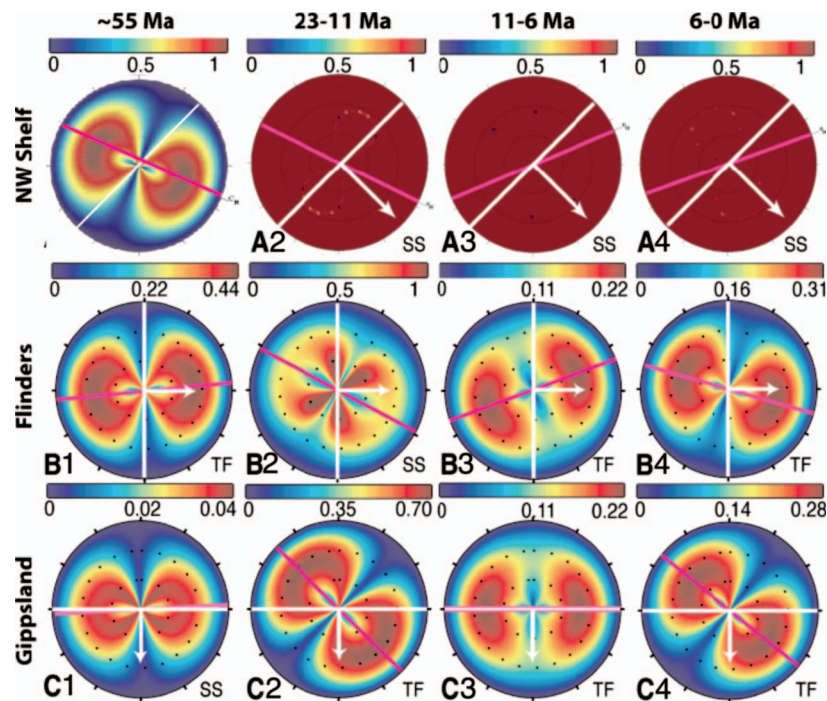 ~55 Ma 23-11 Ma 11-6 Ma 6-0 Ma
0 0.5 1 0 0.5 1 0 0.5 1 0 0.5 1
NW Shelf
A2 SS A3 SS A4 SS
0 0.22 0.44 0 0.5 1 0 0.11 0.22 0 0.16 0.31
Flinders
B1 TF B2 SS B3 TF B4 TF
0 0.02 0.04 0 0.35 0.70 0 0.11 0.22 0 0.14 0.28
Gippsland
C1 SS C2 TF C3 TF C4 TF